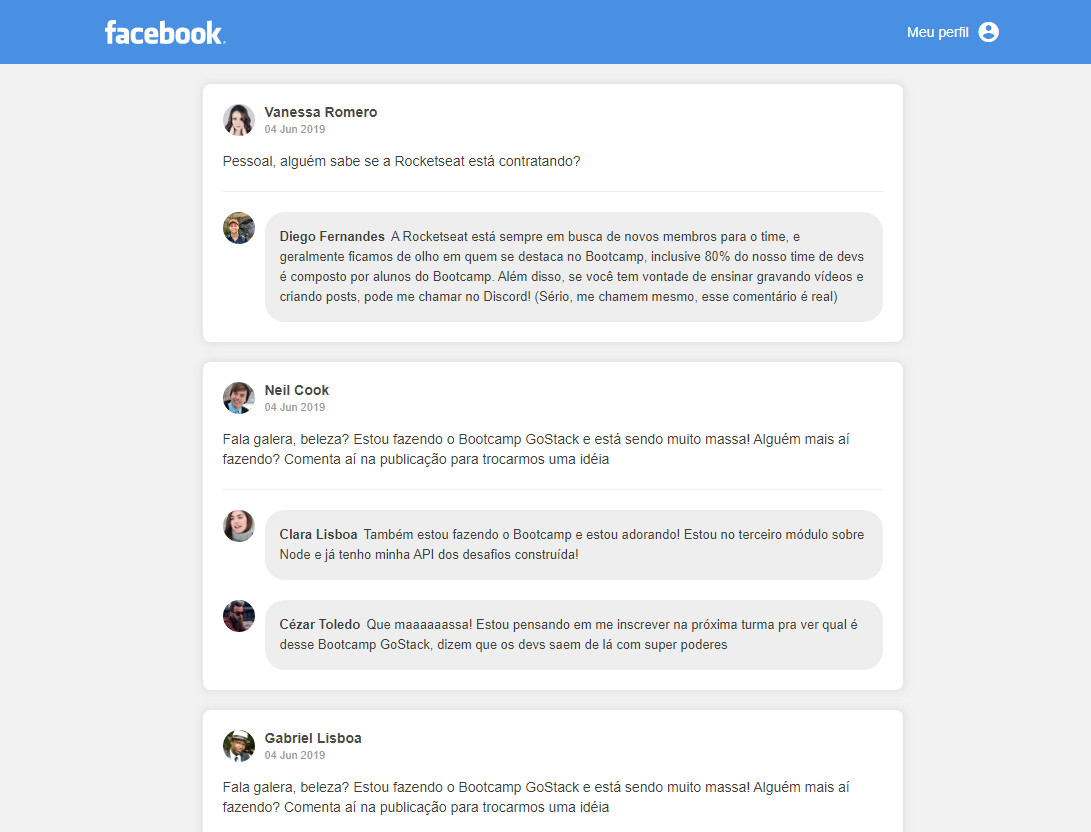 facebook.
Meu perfil
Vanessa Romero
04 Jun 2019
Pessoal, alguém sabe se a Rocketseat está contratando?
Diego Fernandes A Rocketseat está sempre em busca de novos membros para o time, e
geralmente ficamos de olho em quem se destaca no Bootcamp, inclusive 80% do nosso time de devs
é composto por alunos do Bootcamp. Além disso, se você tem vontade de ensinar gravando vídeos e
criando posts, pode me chamar no Discord! (Sério, me chamem mesmo, esse comentário é real)
Neil Cook
04 Jun 2019
Fala galera, beleza? Estou fazendo o Bootcamp GoStack e está sendo muito massa! Alguém mais aí
fazendo? Comenta aí na publicação para trocarmos uma idéia
Clara Lisboa Também estou fazendo o Bootcamp e estou adorando! Estou no terceiro módulo sobre
Node e já tenho minha API dos desafios construída!
Cézar Toledo Que maaaaaassa! Estou pensando em me inscrever na próxima turma pra ver qual é
desse Bootcamp GoStack, dizem que os devs saem de lá com super poderes
Gabriel Lisboa
04 Jun 2019
Fala galera, beleza? Estou fazendo o Bootcamp GoStack e está sendo muito massa! Alguém mais aí
fazendo? Comenta aí na publicação para trocarmos uma idéia